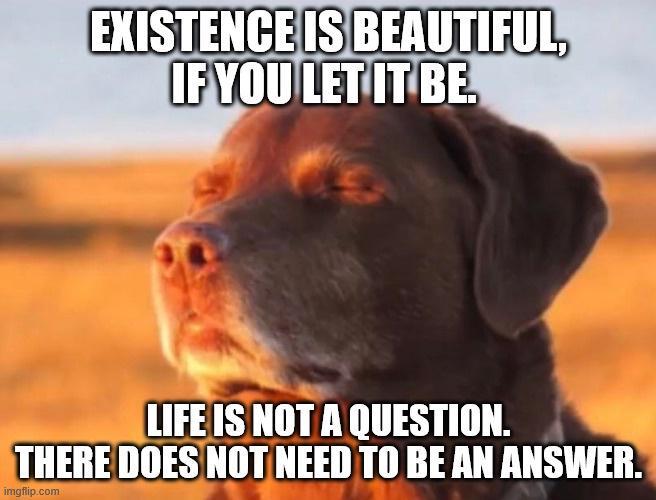 EXISTENCE IS BEAUTIFUL,
IF YOU LET IT BE.
LIFE IS NOT A QUESTION.
THERE DOES NOT NEED TO BE AN ANSWER.
imgflip.com